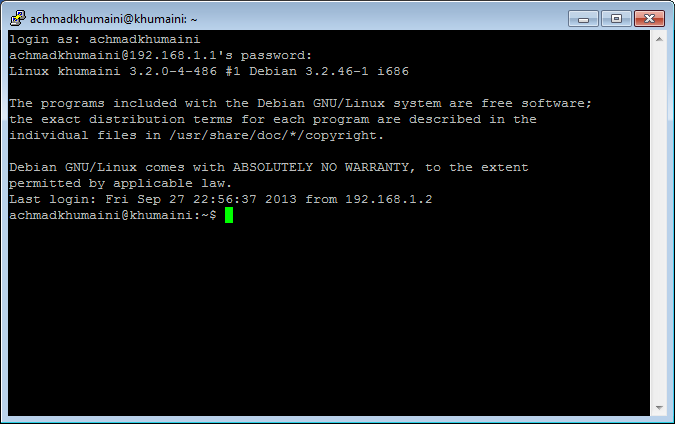 achmadkhumaini@khumaini: ~
login as: achmadkhumaini
achmadkhumaini@192.168.1.1's password:
Linux khumaini 3.2.0-4-486 #1 Debian 3.2.46-1 i686
The programs included with the Debian GNU/Linux system are free software;
the exact distribution terms for each program are described in the
individual files in /usr/share/doc/*/copyright.
Debian GNU/Linux comes with ABSOLUTELY NO WARRANTY, to the extent
permitted by applicable law.
Last login: Fri Sep 27 22:56:37 2013 from 192.168.1.2
achmadkhumaini@khumaini:~$